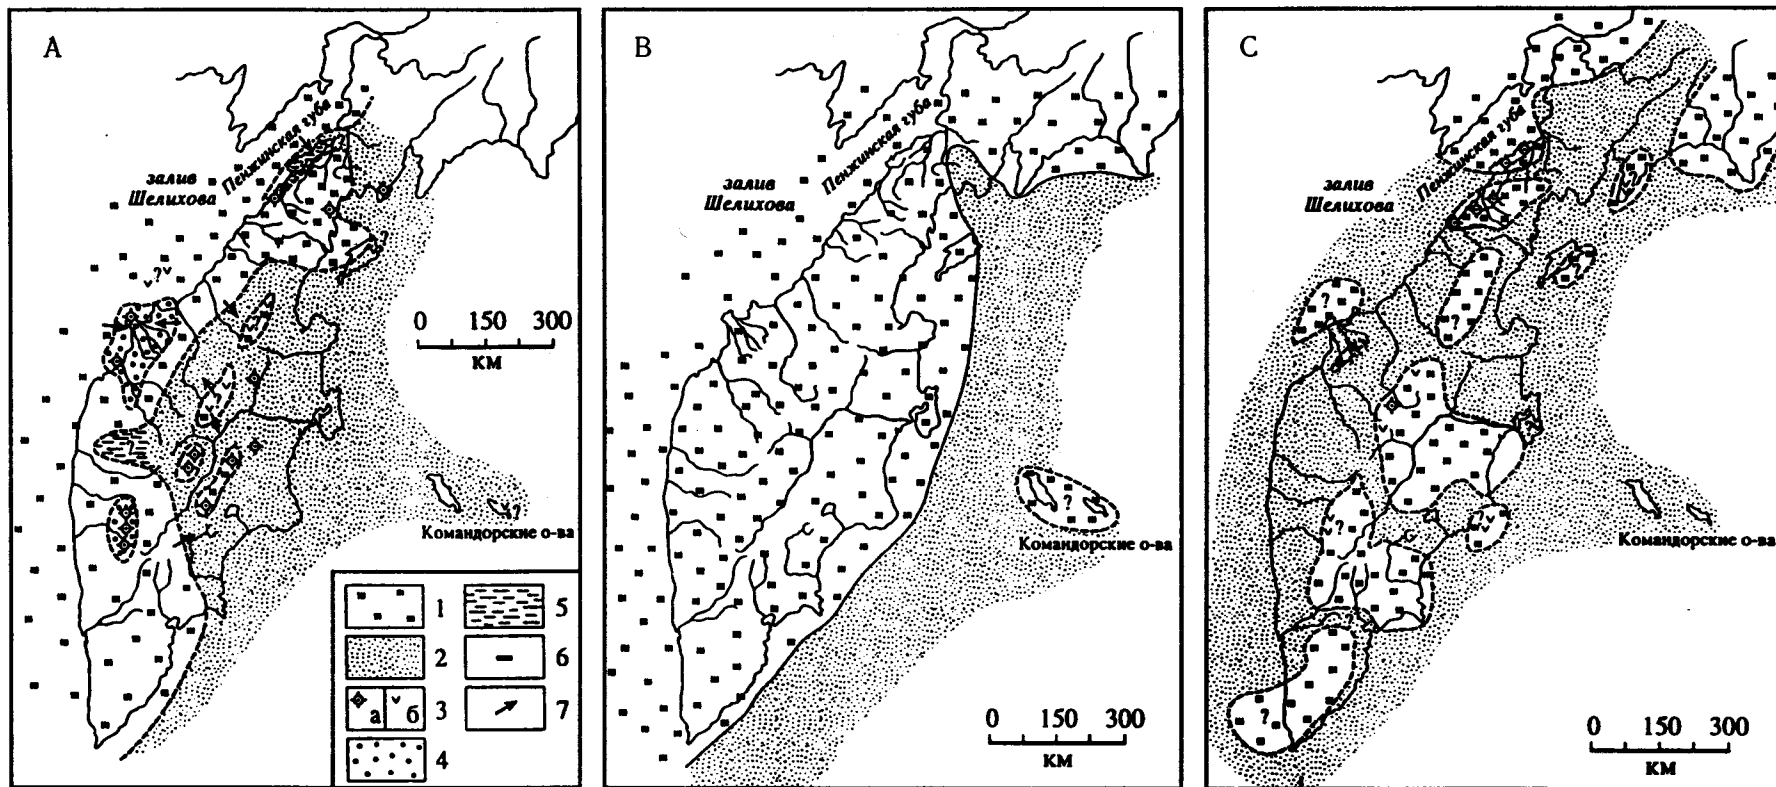 A
Пенжинская губа
залив
Шелихова
?
0 150 300
КМ
?
Командорские о-ва
1
2
а б 3
4
5
6
7
B
Пенжинская губа
залив
Шелихова
?
Командорские о-ва
0 150 300
КМ
C
Пенжинская губа
залив
Шелихова
?
?
?
?
?
Командорские о-ва
0 150 300
КМ